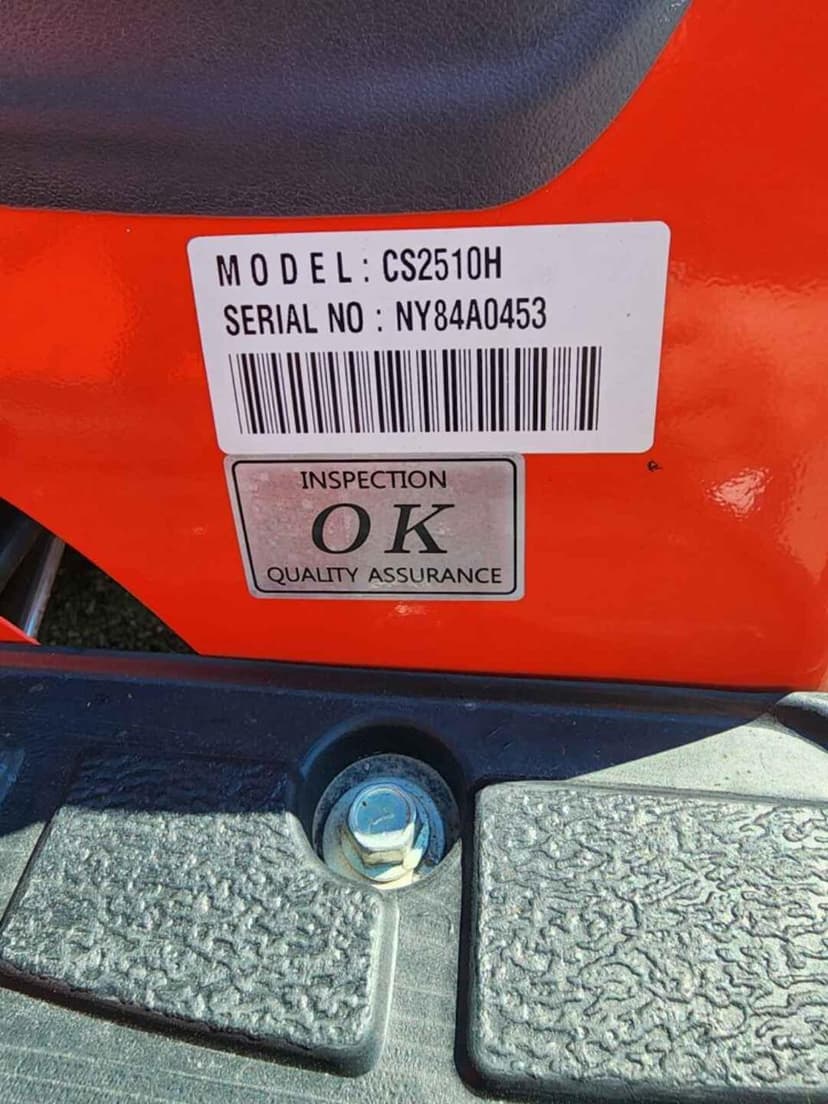 MODEL: CS2510H
SERIAL NO : NY84A0453
INSPECTION
OK
QUALITY ASSURANCE